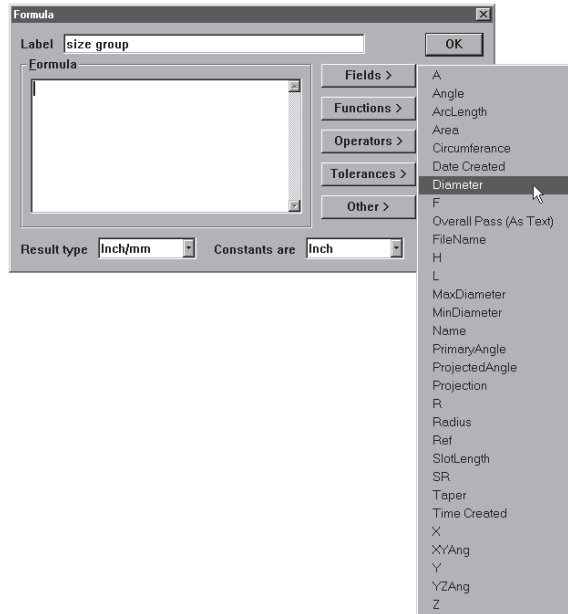 Formula
Label size group
OK
Formula
Fields >
Functions >
Operators >
Tolerances >
Other >
Result type Inch/mm Constants are Inch
A
Angle
ArcLength
Area
Circumferance
Date Created
Diameter
F
Overall Pass (As Text)
FileName
H
L
MaxDiameter
MinDiameter
Name
PrimaryAngle
ProjectedAngle
Projection
R
Radius
Ref
SlotLength
SR
Taper
Time Created
X
XYAng
Y
YZAng
Z